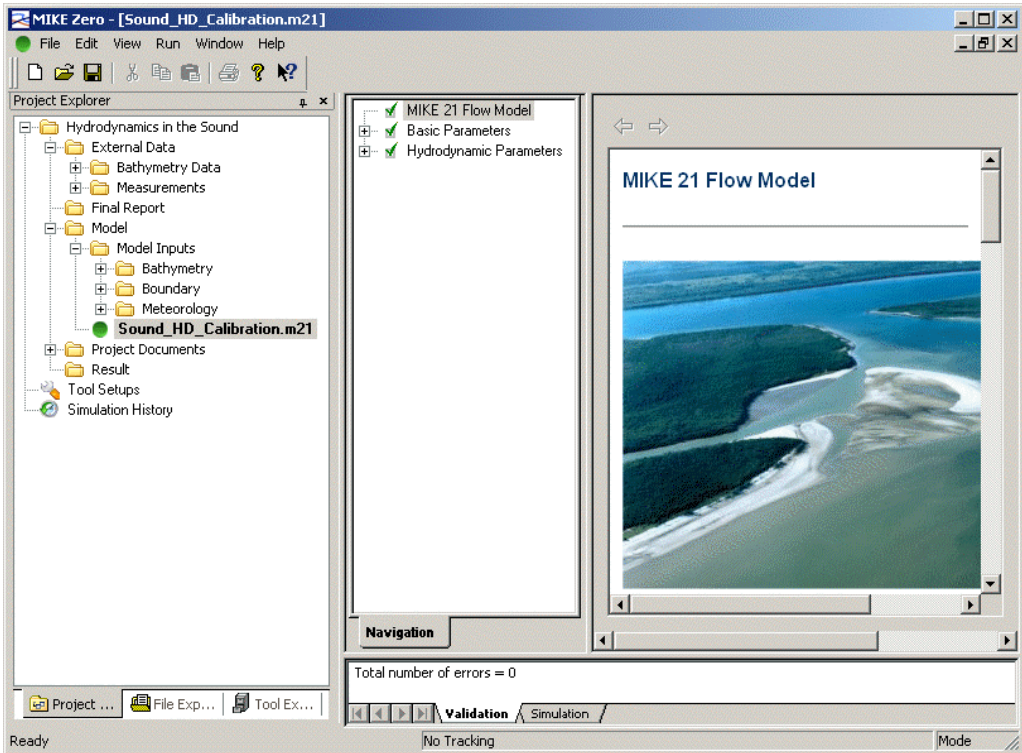 MIKE Zero - [Sound_HD_Calibration.m21]
File Edit View Run Window Help
Project Explorer
Hydrodynamics in the Sound
External Data
Bathymetry Data
Measurements
Final Report
Model
Model Inputs
Bathymetry
Boundary
Meteorology
Sound_HD_Calibration.m21
Project Documents
Result
Tool Setups
Simulation History
Project ... File Exp... Tool Ex...
MIKE 21 Flow Model
Basic Parameters
Hydrodynamic Parameters
Navigation
MIKE 21 Flow Model
Total number of errors = 0
Validation Simulation
Ready No Tracking Mode